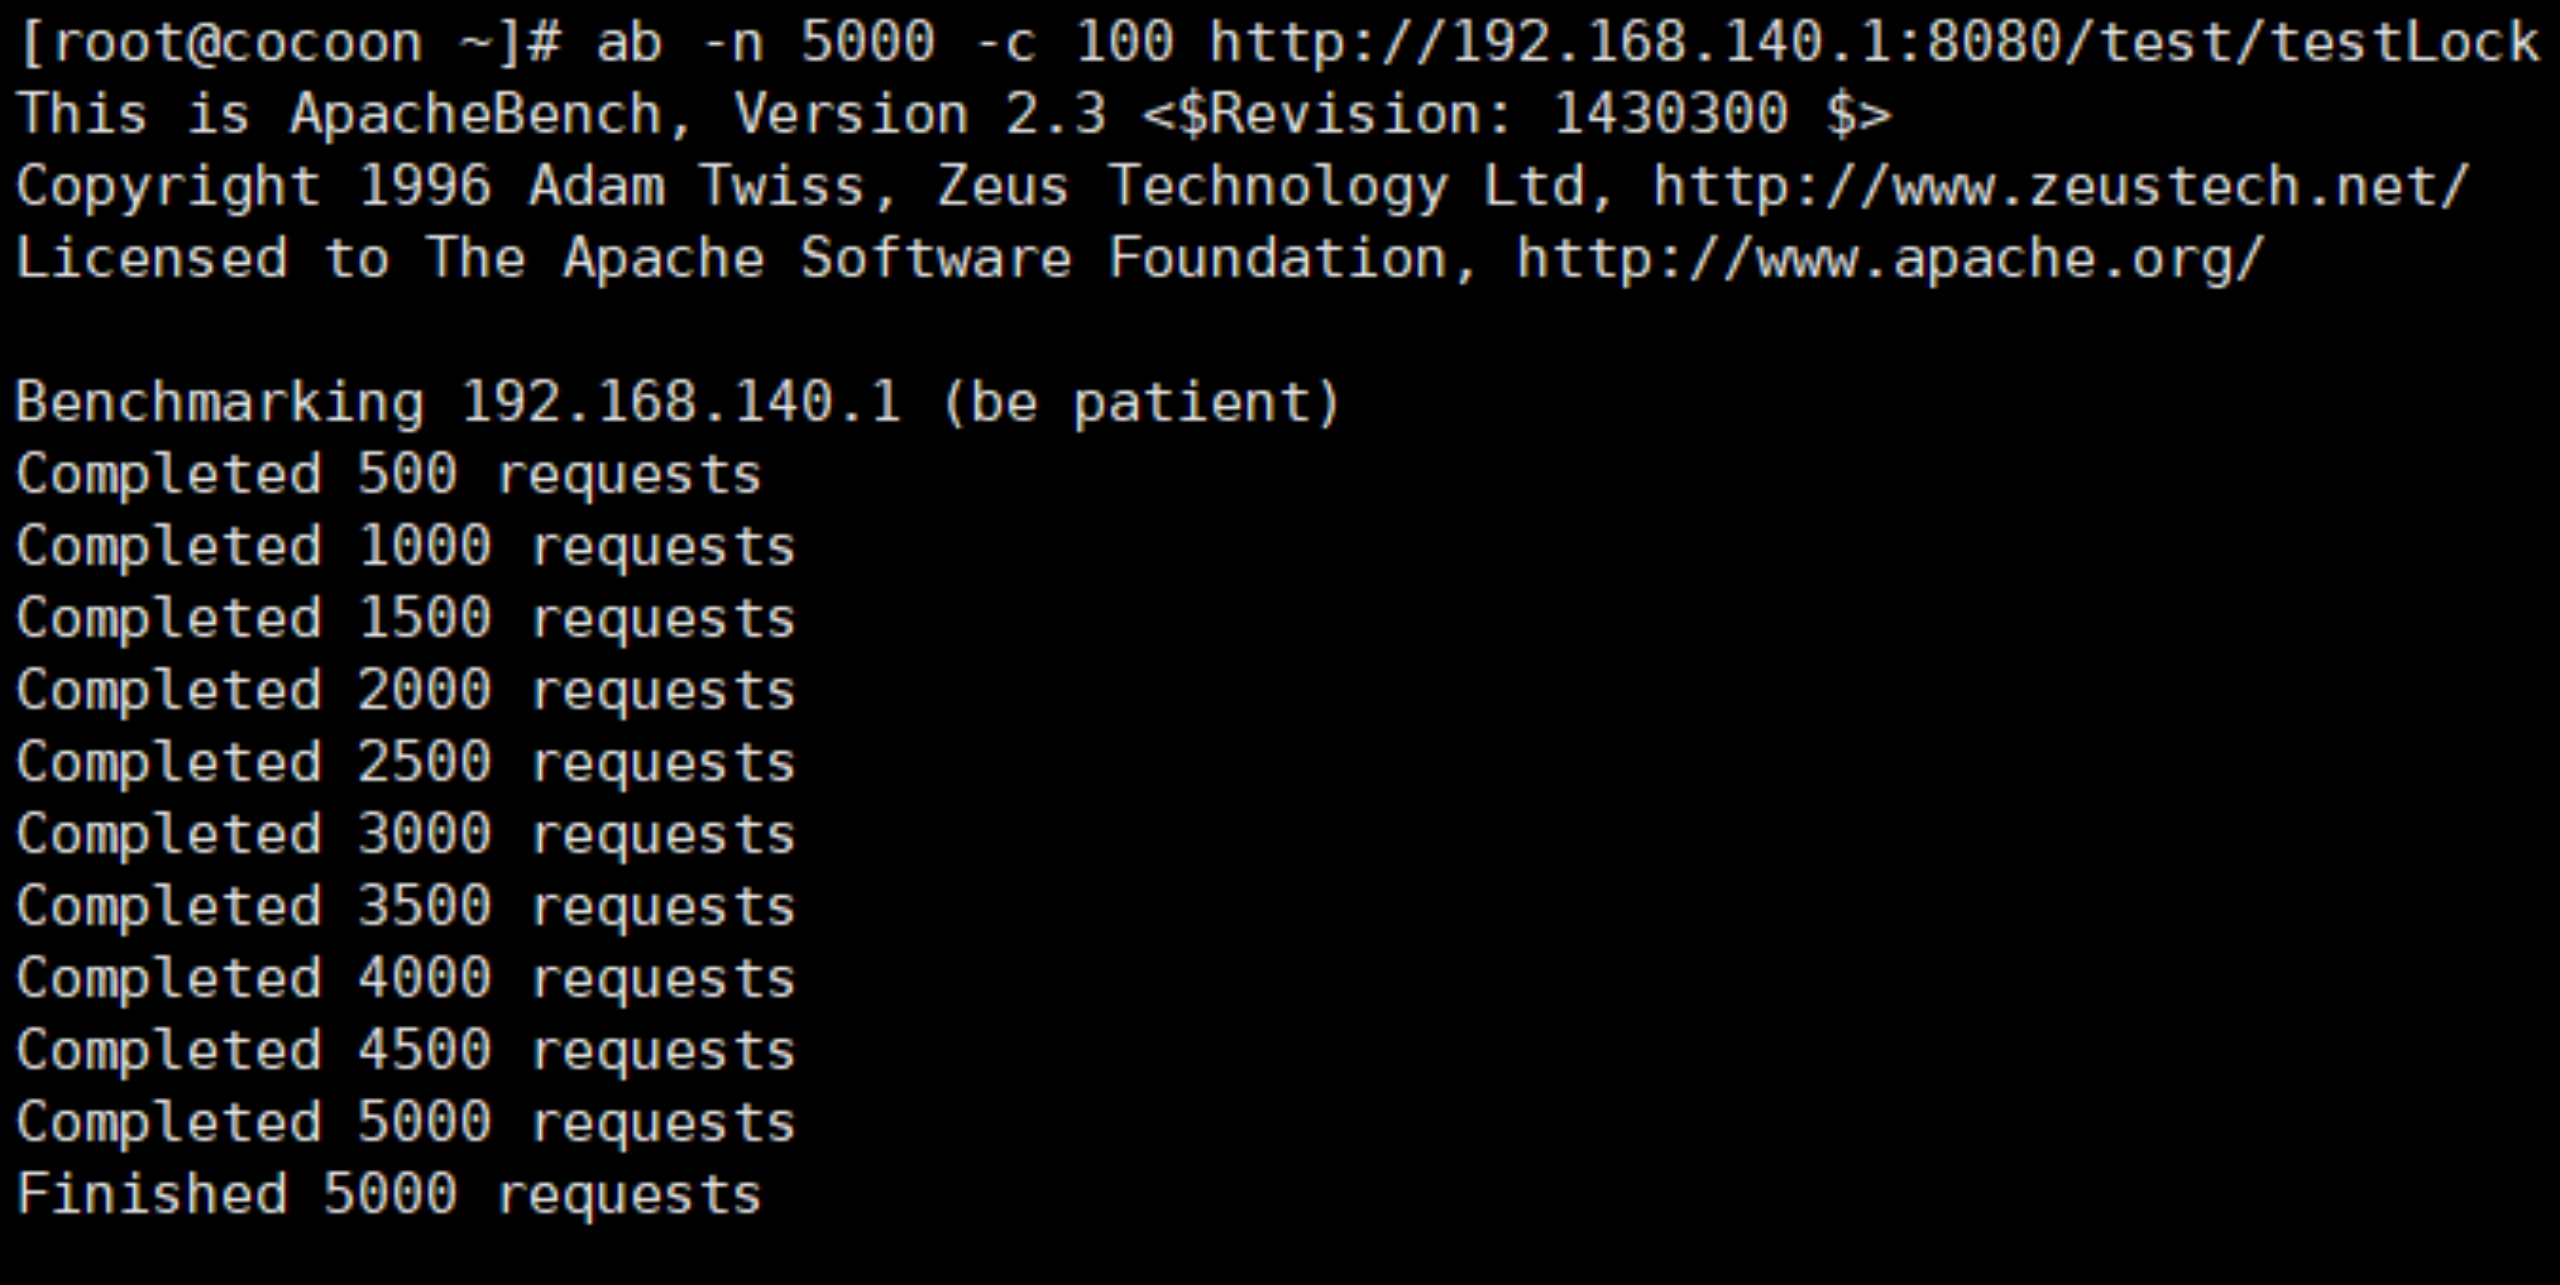 [root@cocoon ~]# ab -n 5000 -c 100 http://192.168.140.1:8080/test/testLock
This is ApacheBench, Version 2.3 <$Revision: 1430300 $>
Copyright 1996 Adam Twiss, Zeus Technology Ltd, http://www.zeustech.net/
Licensed to The Apache Software Foundation, http://www.apache.org/

Benchmarking 192.168.140.1 (be patient)
Completed 500 requests
Completed 1000 requests
Completed 1500 requests
Completed 2000 requests
Completed 2500 requests
Completed 3000 requests
Completed 3500 requests
Completed 4000 requests
Completed 4500 requests
Completed 5000 requests
Finished 5000 requests